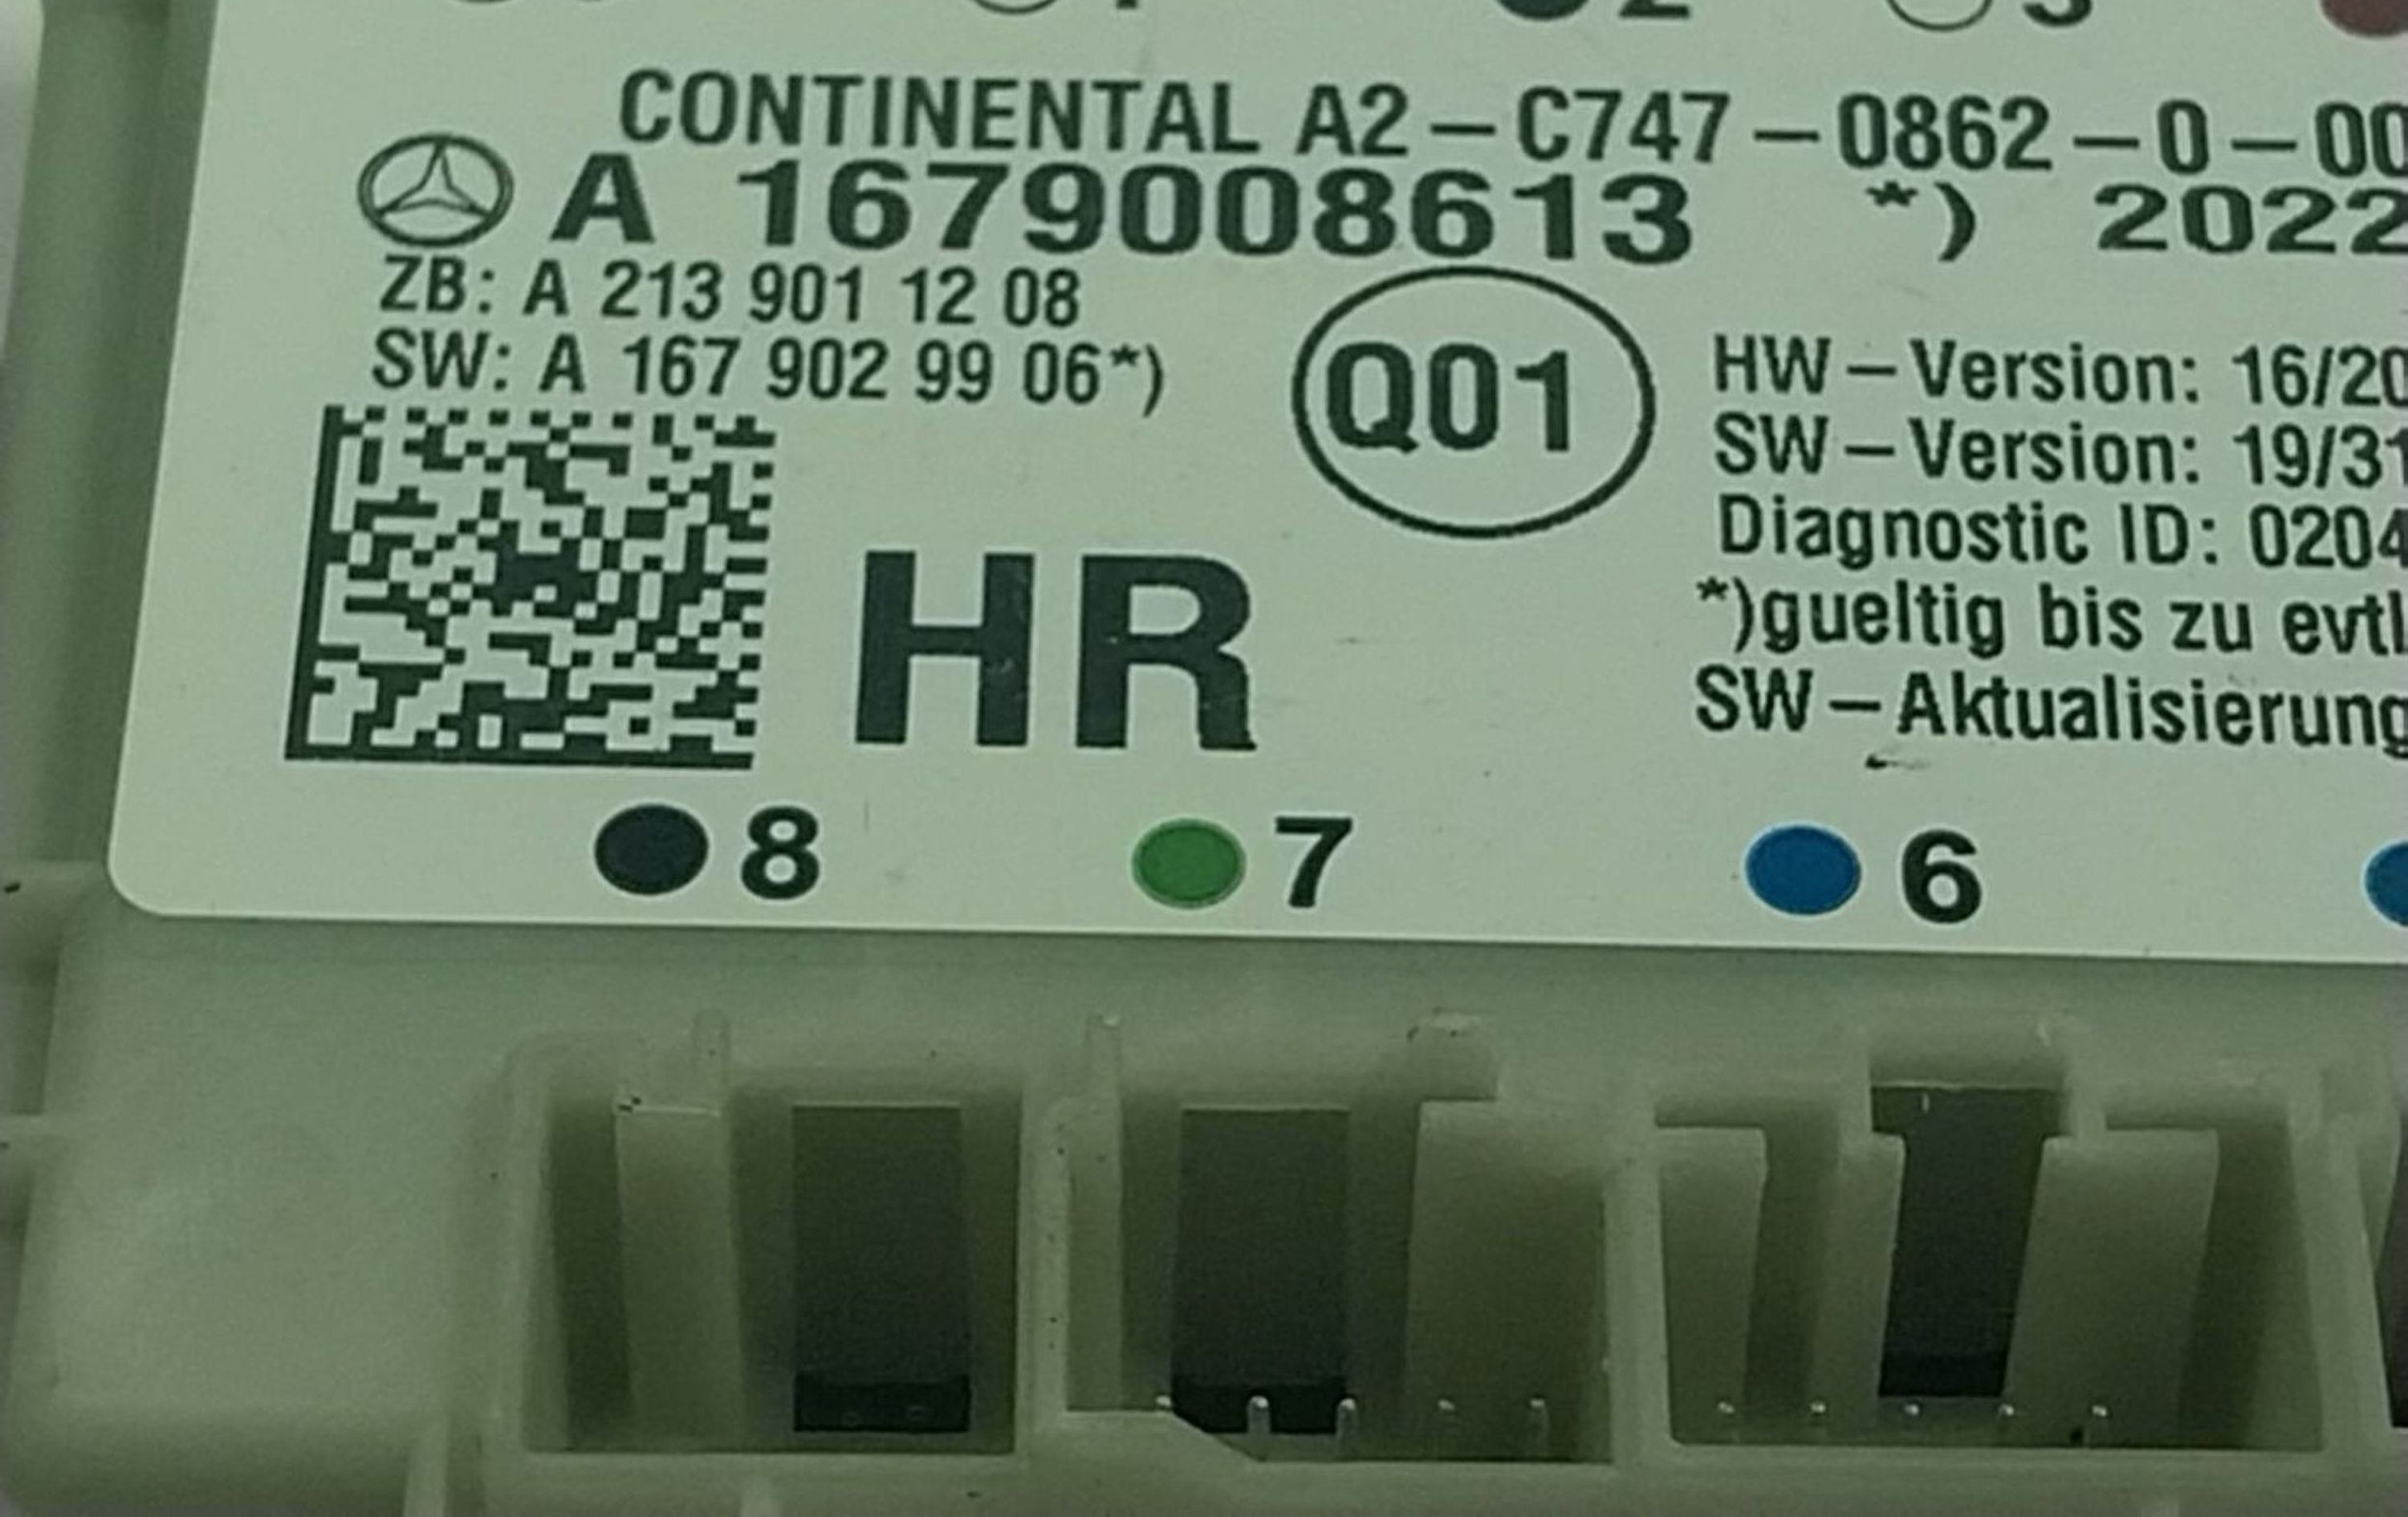 CONTINENTAL A2-C747-0862-0-00
A 1679008613 *) 2022
ZB: A 213 901 12 08
SW: A 167 902 99 06*)
Q01
HW-Version: 16/20
SW-Version: 19/31
Diagnostic ID: 0204
*)gueltig bis zu evtl
SW-Aktualisierung
HR
8 7 6